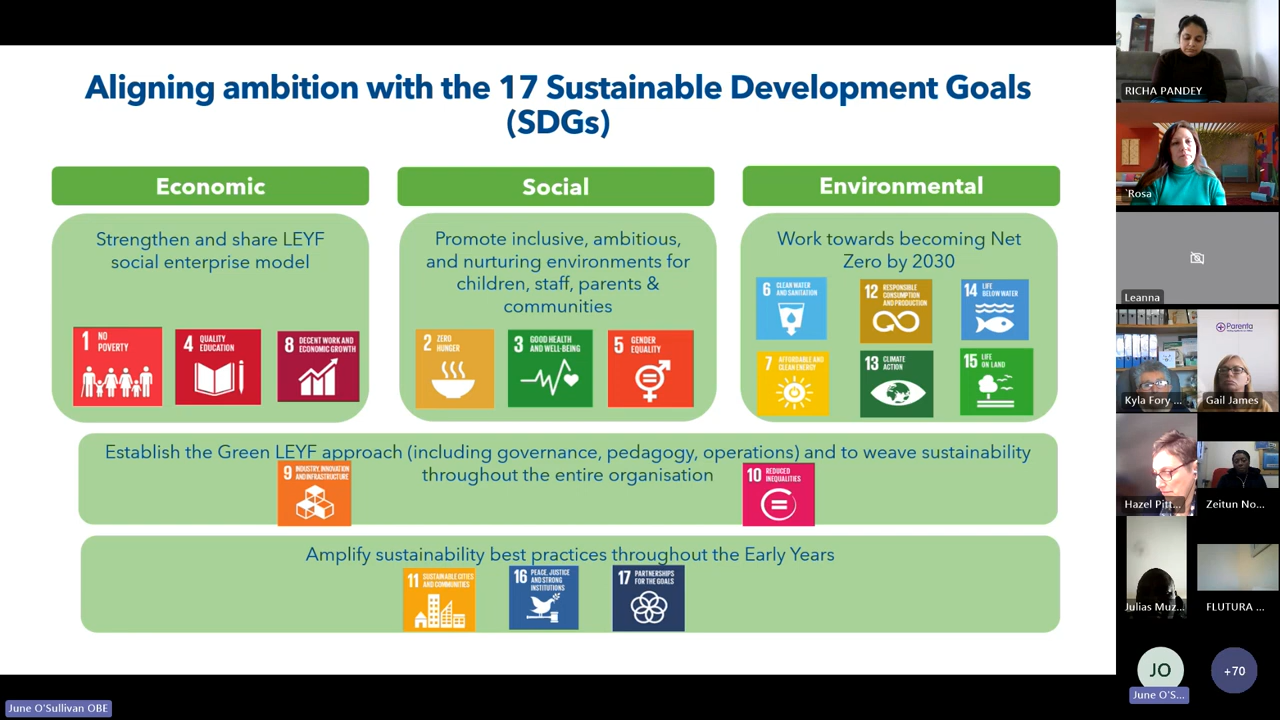 Aligning ambition with the 17 Sustainable Development Goals
(SDGs)
Economic
Social
Environmental
Strengthen and share LEYF
social enterprise model
1 NO
POVERTY
4 QUALITY
EDUCATION
8 DECENT WORK AND
ECONOMIC GROWTH
Promote inclusive, ambitious,
and nurturing environments for
children, staff, parents &
communities
2 ZERO
HUNGER
3 GOOD HEALTH
AND WELL-BEING
5 GENDER
EQUALITY
Work towards becoming Net
Zero by 2030
6 CLEAN WATER
AND SANITATION
12 RESPONSIBLE
CONSUMPTION
AND PRODUCTION
14 LIFE
BELOW WATER
7 AFFORDABLE AND
CLEAN ENERGY
13 CLIMATE
ACTION
15 LIFE
ON LAND
Establish the Green LEYF approach (including governance, pedagogy, operations) and to weave sustainability
throughout the entire organisation
9 INDUSTRY, INNOVATION
AND INFRASTRUCTURE
10 REDUCED
INEQUALITIES
Amplify sustainability best practices throughout the Early Years
11 SUSTAINABLE CITIES
AND COMMUNITIES
16 PEACE, JUSTICE
AND STRONG
INSTITUTIONS
17 PARTNERSHIPS
FOR THE GOALS
June O'Sullivan OBE
RICHA PANDEY
`Rosa
Leanna
Parenta
Kyla Fory ...
Gail James
Hazel Pitt...
Zeitun No...
Julias Muz...
FLUTURA ...
JO
+70
June O'S...